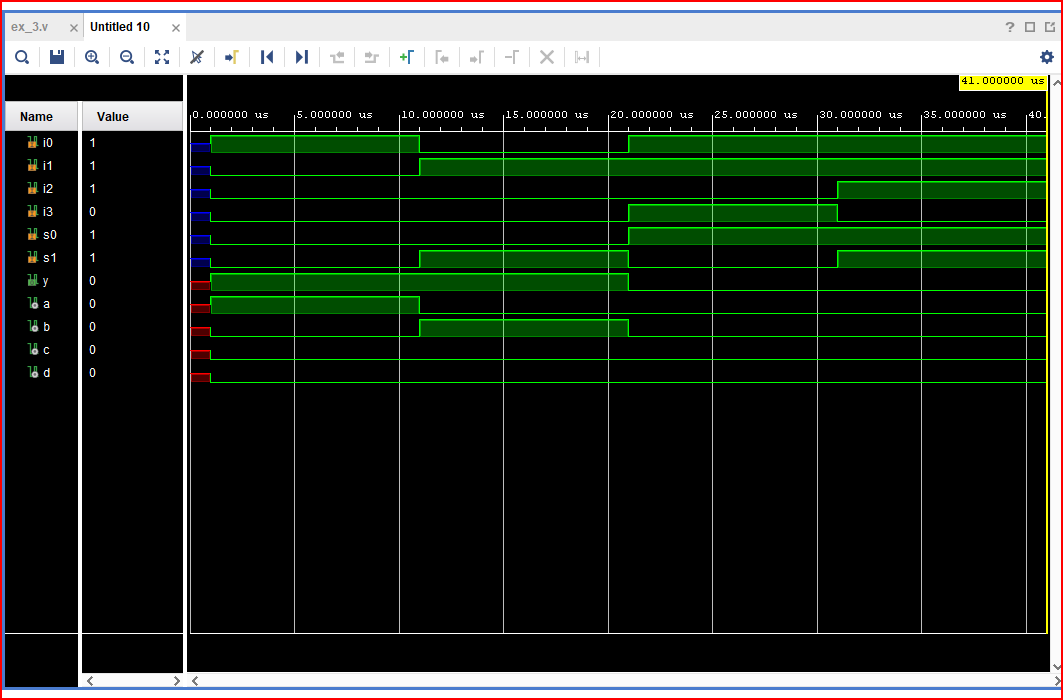 ex_3.v × Untitled 10 × ?
41.000000 us
Name Value
0.000000 us 5.000000 us 10.000000 us 15.000000 us 20.000000 us 25.000000 us 30.000000 us 35.000000 us 40.
i0 1
i1 1
i2 1
i3 0
s0 1
s1 1
y 0
a 0
b 0
c 0
d 0